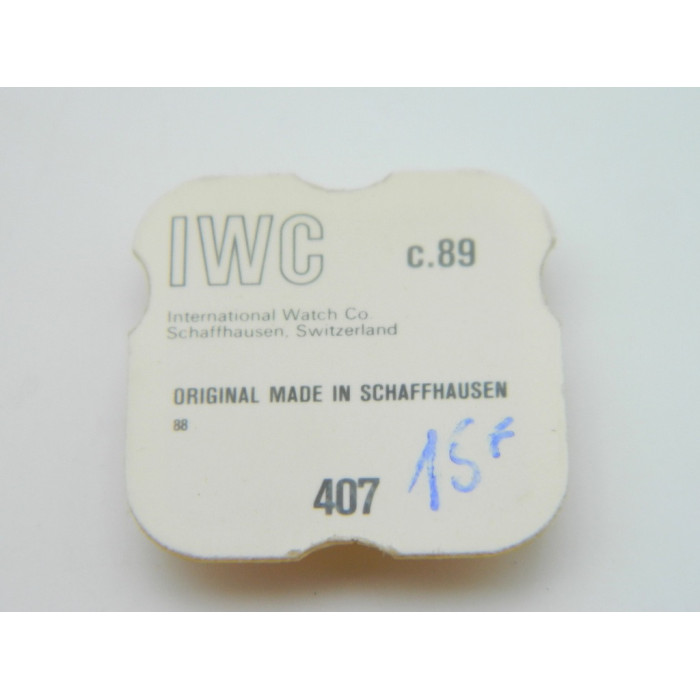 IWC c.89
International Watch Co.
Schaffhausen, Switzerland
ORIGINAL MADE IN SCHAFFHAUSEN
88
407 15F